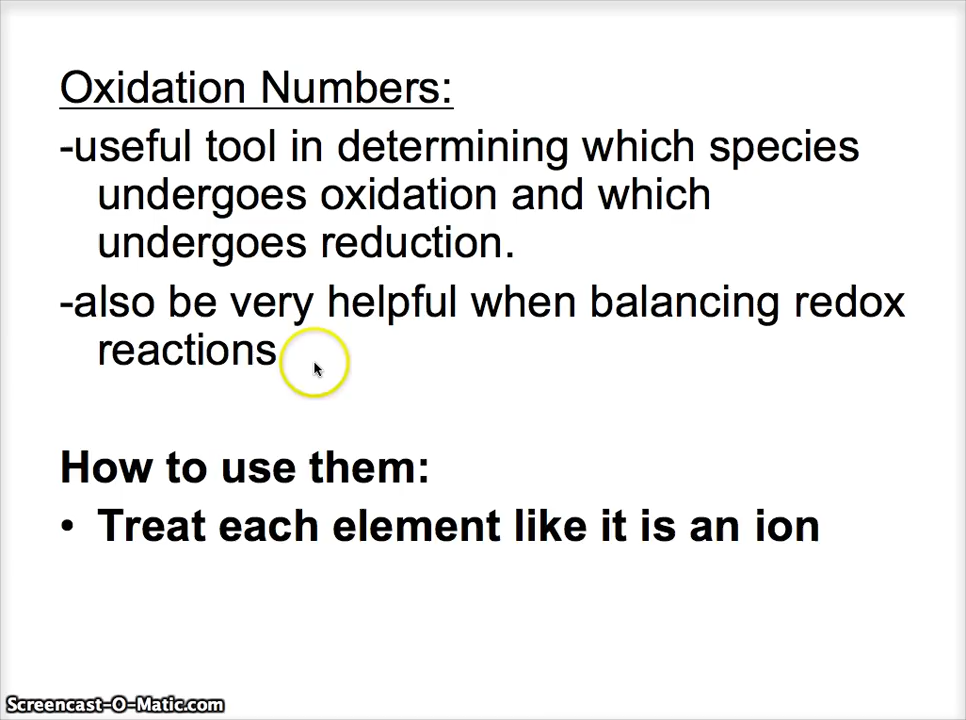 Oxidation Numbers:
-useful tool in determining which species
undergoes oxidation and which
undergoes reduction.
-also be very helpful when balancing redox
reactions
How to use them:
• Treat each element like it is an ion
Screencast-O-Matic.com